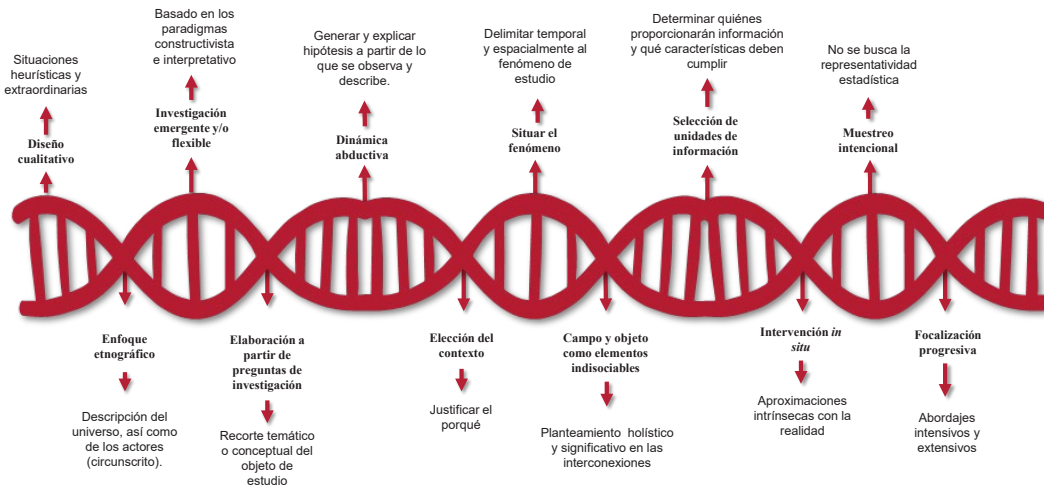 Situaciones
heurísticas y
extraordinarias
Diseño
cualitativo
Basado en los
paradigmas
constructivista
e interpretativo
Investigación
emergente y/o
flexible
Generar y explicar
hipótesis a partir de lo
que se observa y
describe.
Dinámica
abductiva
Delimitar temporal
y espacialmente al
fenómeno de
estudio
Situar el
fenómeno
Determinar quiénes
proporcionarán información
y qué características deben
cumplir
Selección de
unidades de
información
No se busca la
representatividad
estadística
Muestreo
intencional
Enfoque
etnográfico
Descripción del
universo, así como
de los actores
(circunscrito).
Elaboración a
partir de
preguntas de
investigación
Recorte temático
o conceptual del
objeto de
estudio
Elección del
contexto
Justificar el
porqué
Campo y objeto
como elementos
indisociables
Planteamiento holístico
y significativo en las
interconexiones
Intervención in
situ
Aproximaciones
intrínsecas con la
realidad
Focalización
progresiva
Abordajes
intensivos y
extensivos